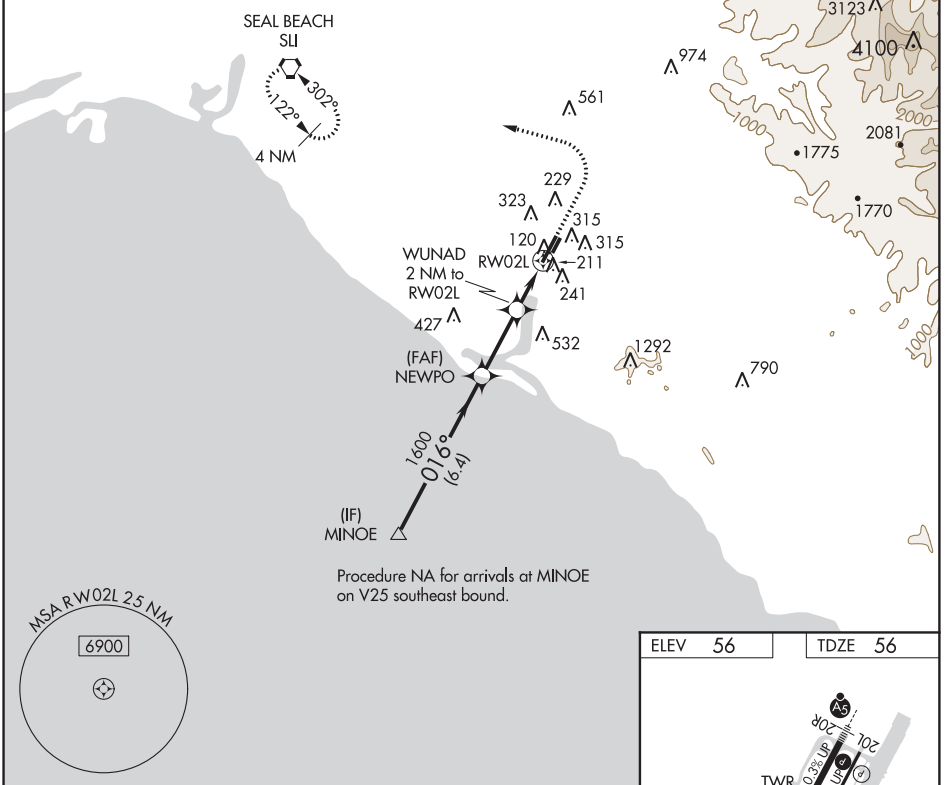 SEAL BEACH
SLI
302°
122°
4 NM
3123
4100
974
561
1000
2000
2081
1775
1770
229
323
315
120
315
RW02L
211
241
WUNAD
2 NM to
RW02L
427
532
1292
790
1000
(FAF)
NEWPO
1600
016°
(6.4)
(IF)
MINOE
Procedure NA for arrivals at MINOE
on V25 southeast bound.
MSA RW02L 25 NM
6900
ELEV 56
TDZE 56
A5
20R
20L
0.3% UP
UP
P
P
TWR